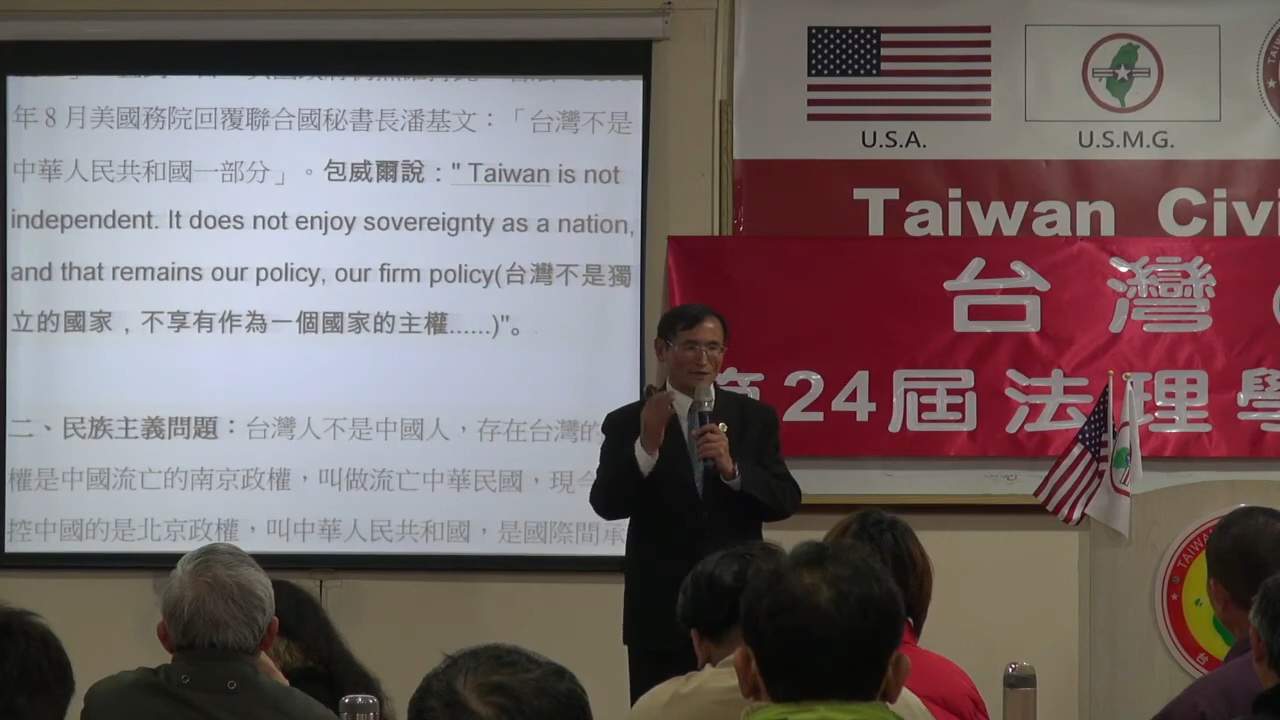 年8月美國務院回覆聯合國秘書長潘基文：「台灣不是
中華人民共和國一部分」。包威爾說：" Taiwan is not
independent. It does not enjoy sovereignty as a nation,
and that remains our policy, our firm policy(台灣不是獨
立的國家，不享有作為一個國家的主權......)"。
二、民族主義問題：台灣人不是中國人，存在台灣的
權是中國流亡的南京政權，叫做流亡中華民國，現
控中國的是北京政權，叫中華人民共和國，是國際間承
U.S.A.
U.S.M.G.
Taiwan Civi
台灣
第24屆法理學
TAIWAN